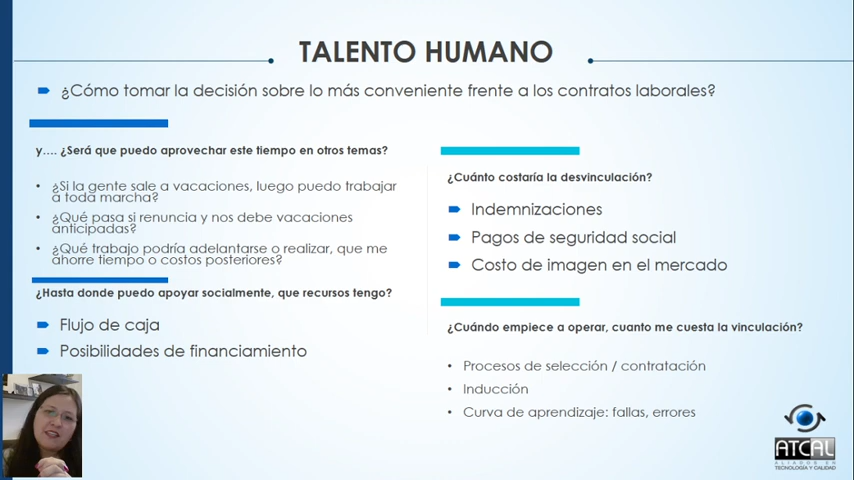 TALENTO HUMANO
¿Cómo tomar la decisión sobre lo más conveniente frente a los contratos laborales?
y.... ¿Será que puedo aprovechar este tiempo en otros temas?
• ¿Si la gente sale a vacaciones, luego puedo trabajar
a toda marcha?
• ¿Qué pasa si renuncia y nos debe vacaciones
anticipadas?
• ¿Qué trabajo podría adelantarse o realizar, que me
ahorre tiempo o costos posteriores?
¿Hasta donde puedo apoyar socialmente, que recursos tengo?
Flujo de caja
Posibilidades de financiamiento
¿Cuánto costaría la desvinculación?
Indemnizaciones
Pagos de seguridad social
Costo de imagen en el mercado
¿Cuándo empiece a operar, cuanto me cuesta la vinculación?
• Procesos de selección / contratación
• Inducción
• Curva de aprendizaje: fallas, errores
ATCAL
ALIADOS EN
TECNOLOGÍA Y CALIDAD